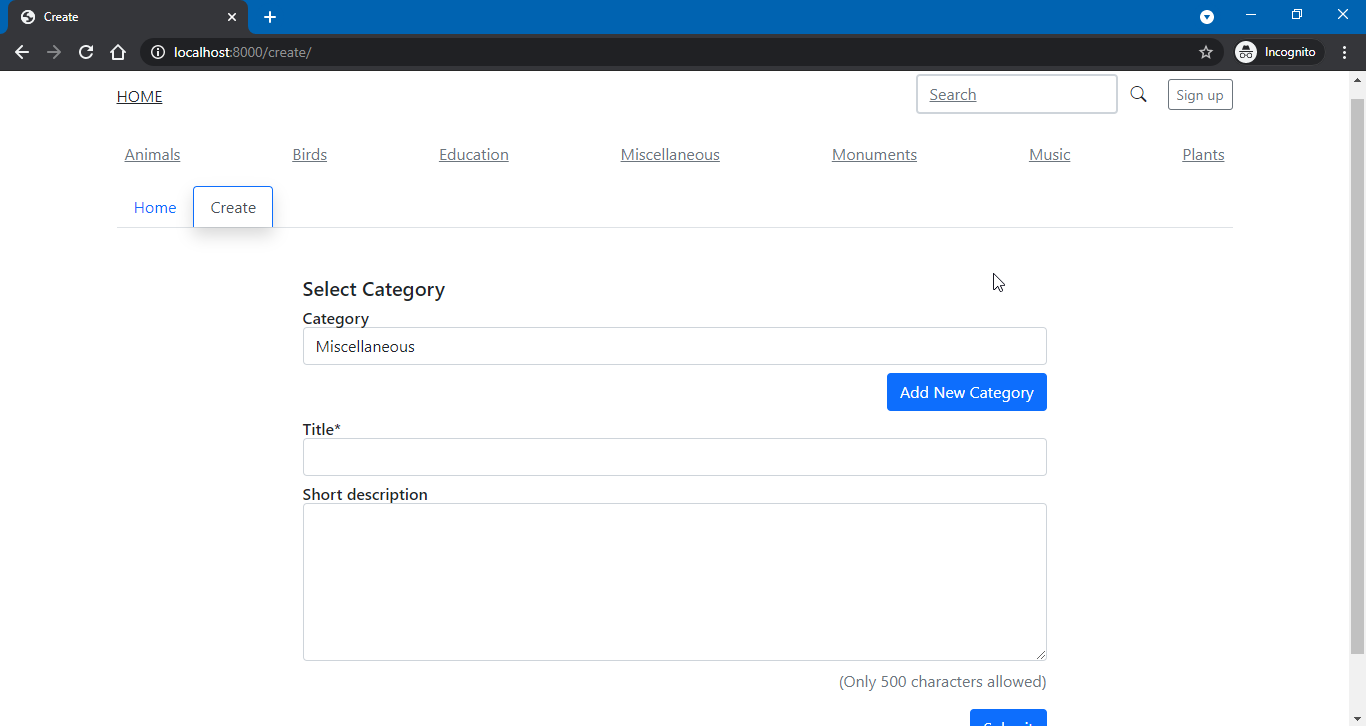 Create
localhost:8000/create/
Incognito
HOME
Search
Sign up
Animals Birds Education Miscellaneous Monuments Music Plants
Home Create
Select Category
Category
Miscellaneous
Add New Category
Title*
Short description
(Only 500 characters allowed)